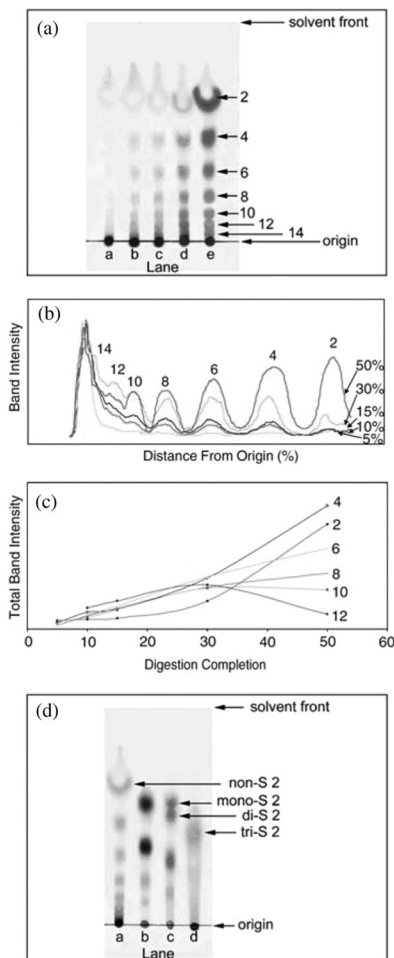 (a)
solvent front
2
4
6
8
10
12
14
origin
a b c d e
Lane
(b)
Band Intensity
14
12
10
8
6
4
2
50%
30%
15%
10%
5%
Distance From Origin (%)
(c)
Total Band Intensity
4
2
6
8
10
12
0 10 20 30 40 50 60
Digestion Completion
(d)
solvent front
non-S 2
mono-S 2
di-S 2
tri-S 2
origin
a b c d
Lane